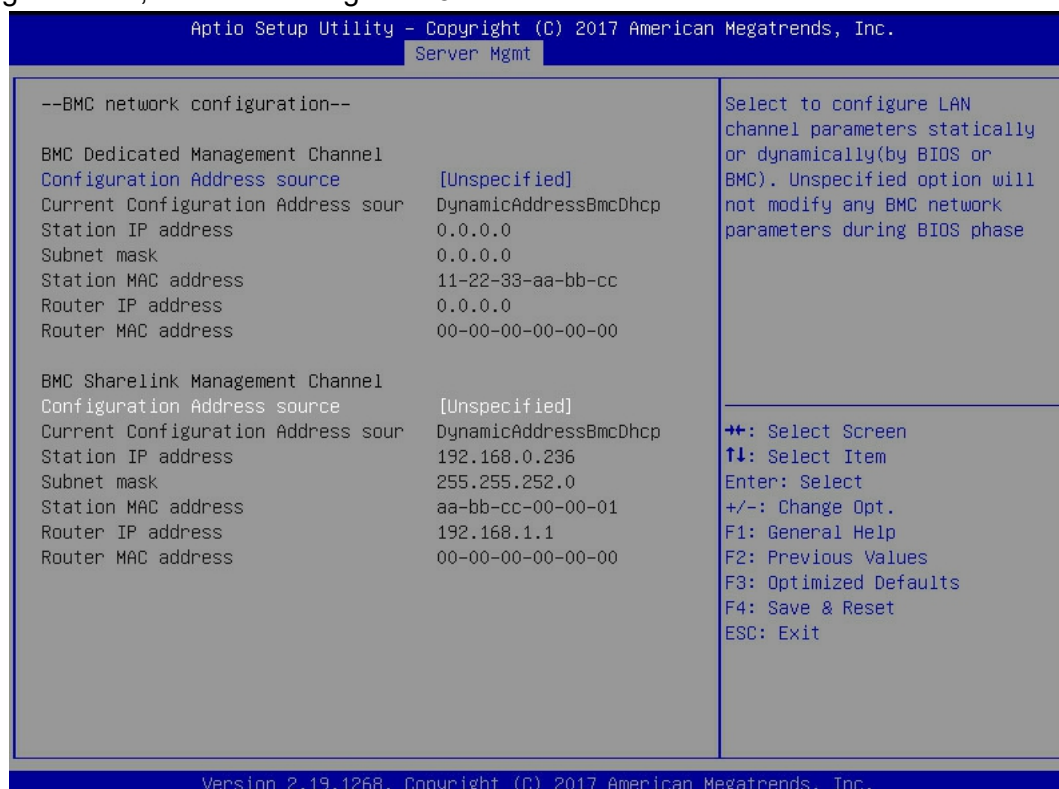 Aptio Setup Utility – Copyright (C) 2017 American Megatrends, Inc.
Server Mgmt
--BMC network configuration--
BMC Dedicated Management Channel
Configuration Address source [Unspecified]
Current Configuration Address sour DynamicAddressBmcDhcp
Station IP address 0.0.0.0
Subnet mask 0.0.0.0
Station MAC address 11-22-33-aa-bb-cc
Router IP address 0.0.0.0
Router MAC address 00-00-00-00-00-00
BMC Sharelink Management Channel
Configuration Address source [Unspecified]
Current Configuration Address sour DynamicAddressBmcDhcp
Station IP address 192.168.0.236
Subnet mask 255.255.252.0
Station MAC address aa-bb-cc-00-00-01
Router IP address 192.168.1.1
Router MAC address 00-00-00-00-00-00
Select to configure LAN
channel parameters statically
or dynamically(by BIOS or
BMC). Unspecified option will
not modify any BMC network
parameters during BIOS phase
→←: Select Screen
↑↓: Select Item
Enter: Select
+/-: Change Opt.
F1: General Help
F2: Previous Values
F3: Optimized Defaults
F4: Save & Reset
ESC: Exit
Version 2.19.1268. Copyright (C) 2017 American Megatrends, Inc.